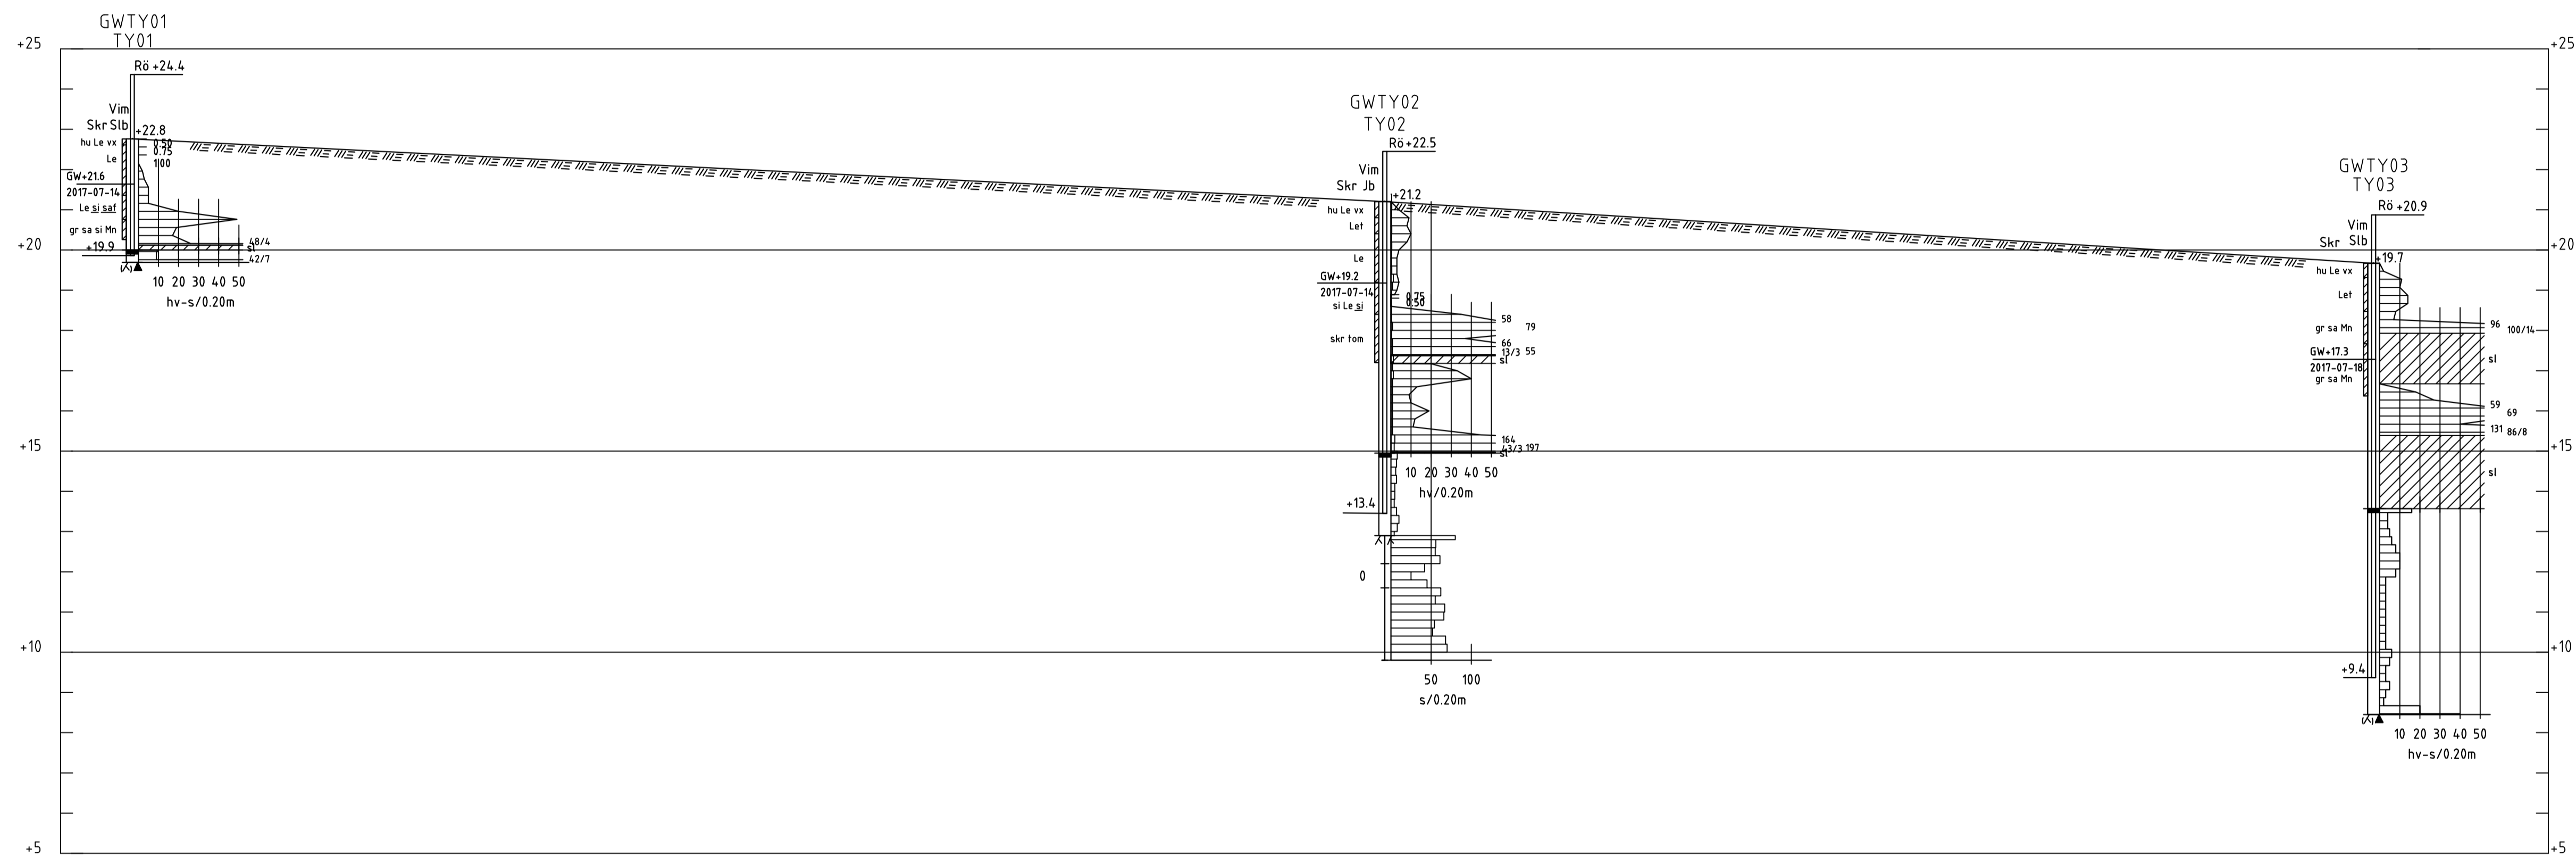 GWTY01
TY01
+25
+25
Rö +24.4
Vim
Skr Slb
+22.8
hu Le vx
0.50
0.75
Le
100
GW+21.6
2017-07-14
Le si saf
gr sa si Mn
48/4
sl
+19.9
42/7
10 20 30 40 50
hv-s/0.20m
+20
+20
GWTY02
TY02
Rö +22.5
Vim
Skr Jb
+21.2
hu Le vx
Let
Le
GW+19.2
2017-07-14
0.75
0.50
si Le si
58
79
skr tom
66
13/3 55
sl
164
43/3 197
sl
10 20 30 40 50
hv/0.20m
+13.4
0
50 100
s/0.20m
GWTY03
TY03
Rö +20.9
Vim
Skr Slb
+19.7
hu Le vx
Let
gr sa Mn
96 100/14
GW+17.3
sl
2017-07-18
gr sa Mn
59
69
131 86/8
sl
+9.4
10 20 30 40 50
hv-s/0.20m
+15
+15
+10
+10
+5
+5